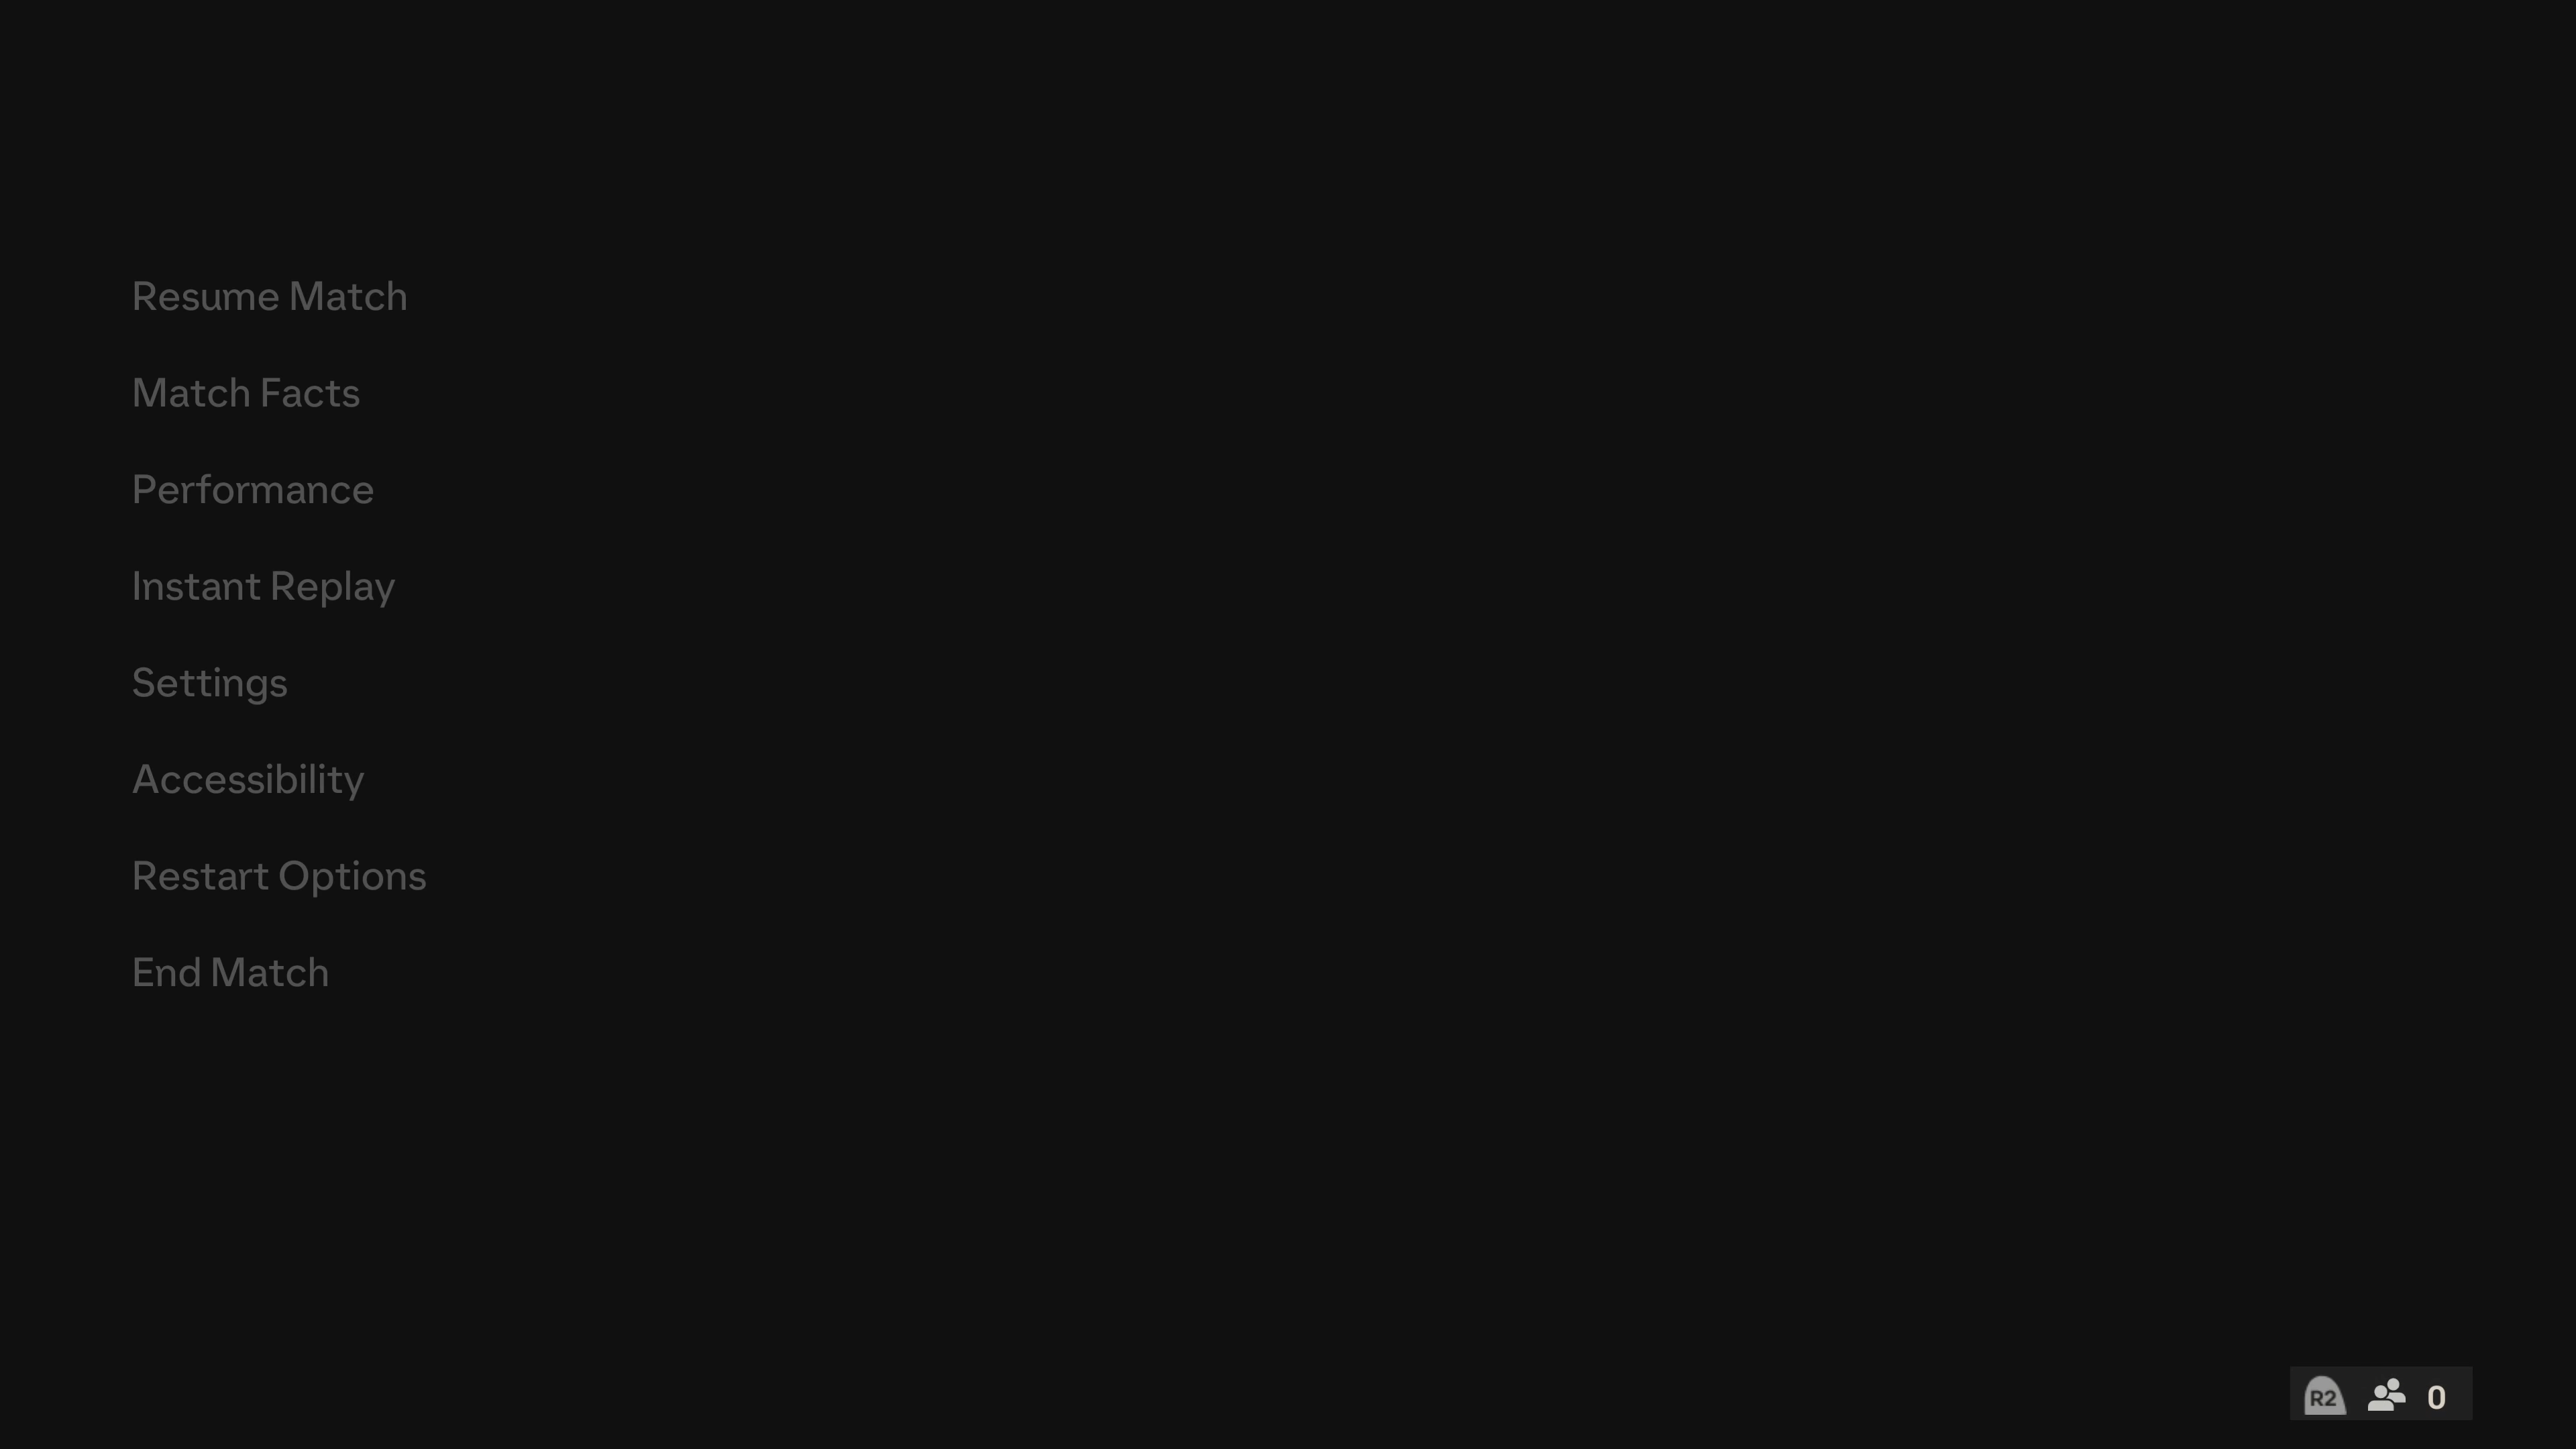 Resume Match
Match Facts
Performance
Instant Replay
Settings
Accessibility
Restart Options
End Match
R2 0